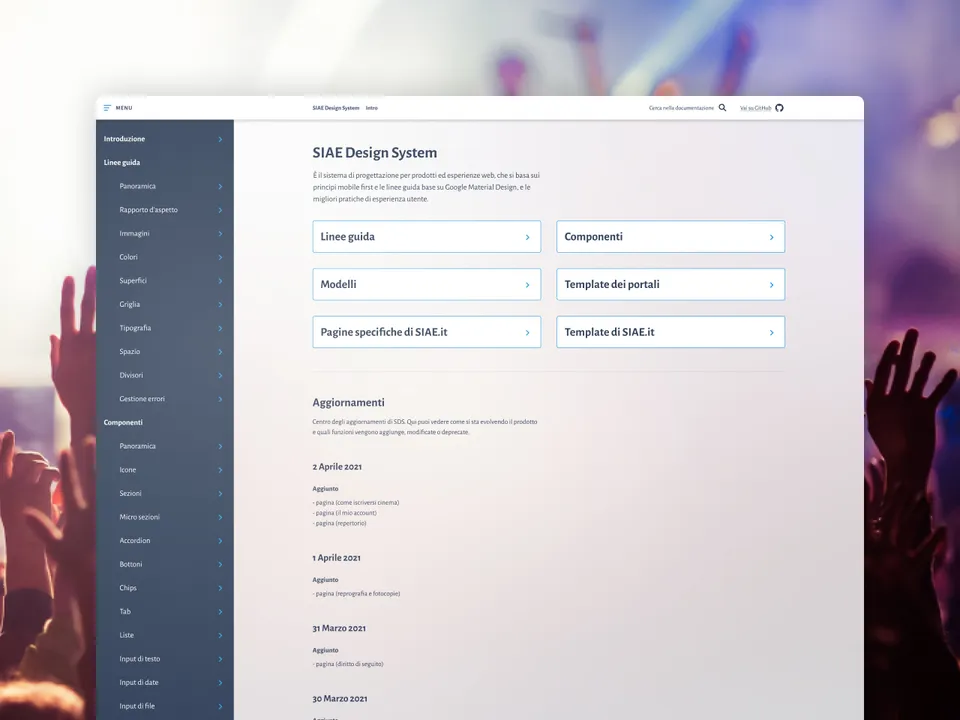 MENU
SIAE Design System Intro
Cerca nella documentazione
Vai su GitHub
Introduzione
Linee guida
Panoramica
Rapporto d'aspetto
Immagini
Colori
Superfici
Griglia
Tipografia
Spazio
Divisori
Gestione errori
Componenti
Panoramica
Icone
Sezioni
Micro sezioni
Accordion
Bottoni
Chips
Tab
Liste
Input di testo
Input di date
Input di file
SIAE Design System
È il sistema di progettazione per prodotti ed esperienze web, che si basa sui
principi mobile first e le linee guida base su Google Material Design, e le
migliori pratiche di esperienza utente.
Linee guida
Componenti
Modelli
Template dei portali
Pagine specifiche di SIAE.it
Template di SIAE.it
Aggiornamenti
Centro degli aggiornamenti di SDS. Qui puoi vedere come si sta evolvendo il prodotto
e quali funzioni vengono aggiunge, modificate o deprecate.
2 Aprile 2021
Aggiunto
- pagina (come iscriversi cinema)
- pagina (il mio account)
- pagina (repertorio)
1 Aprile 2021
Aggiunto
- pagina (reprografia e fotocopie)
31 Marzo 2021
Aggiunto
- pagina (diritto di seguito)
30 Marzo 2021